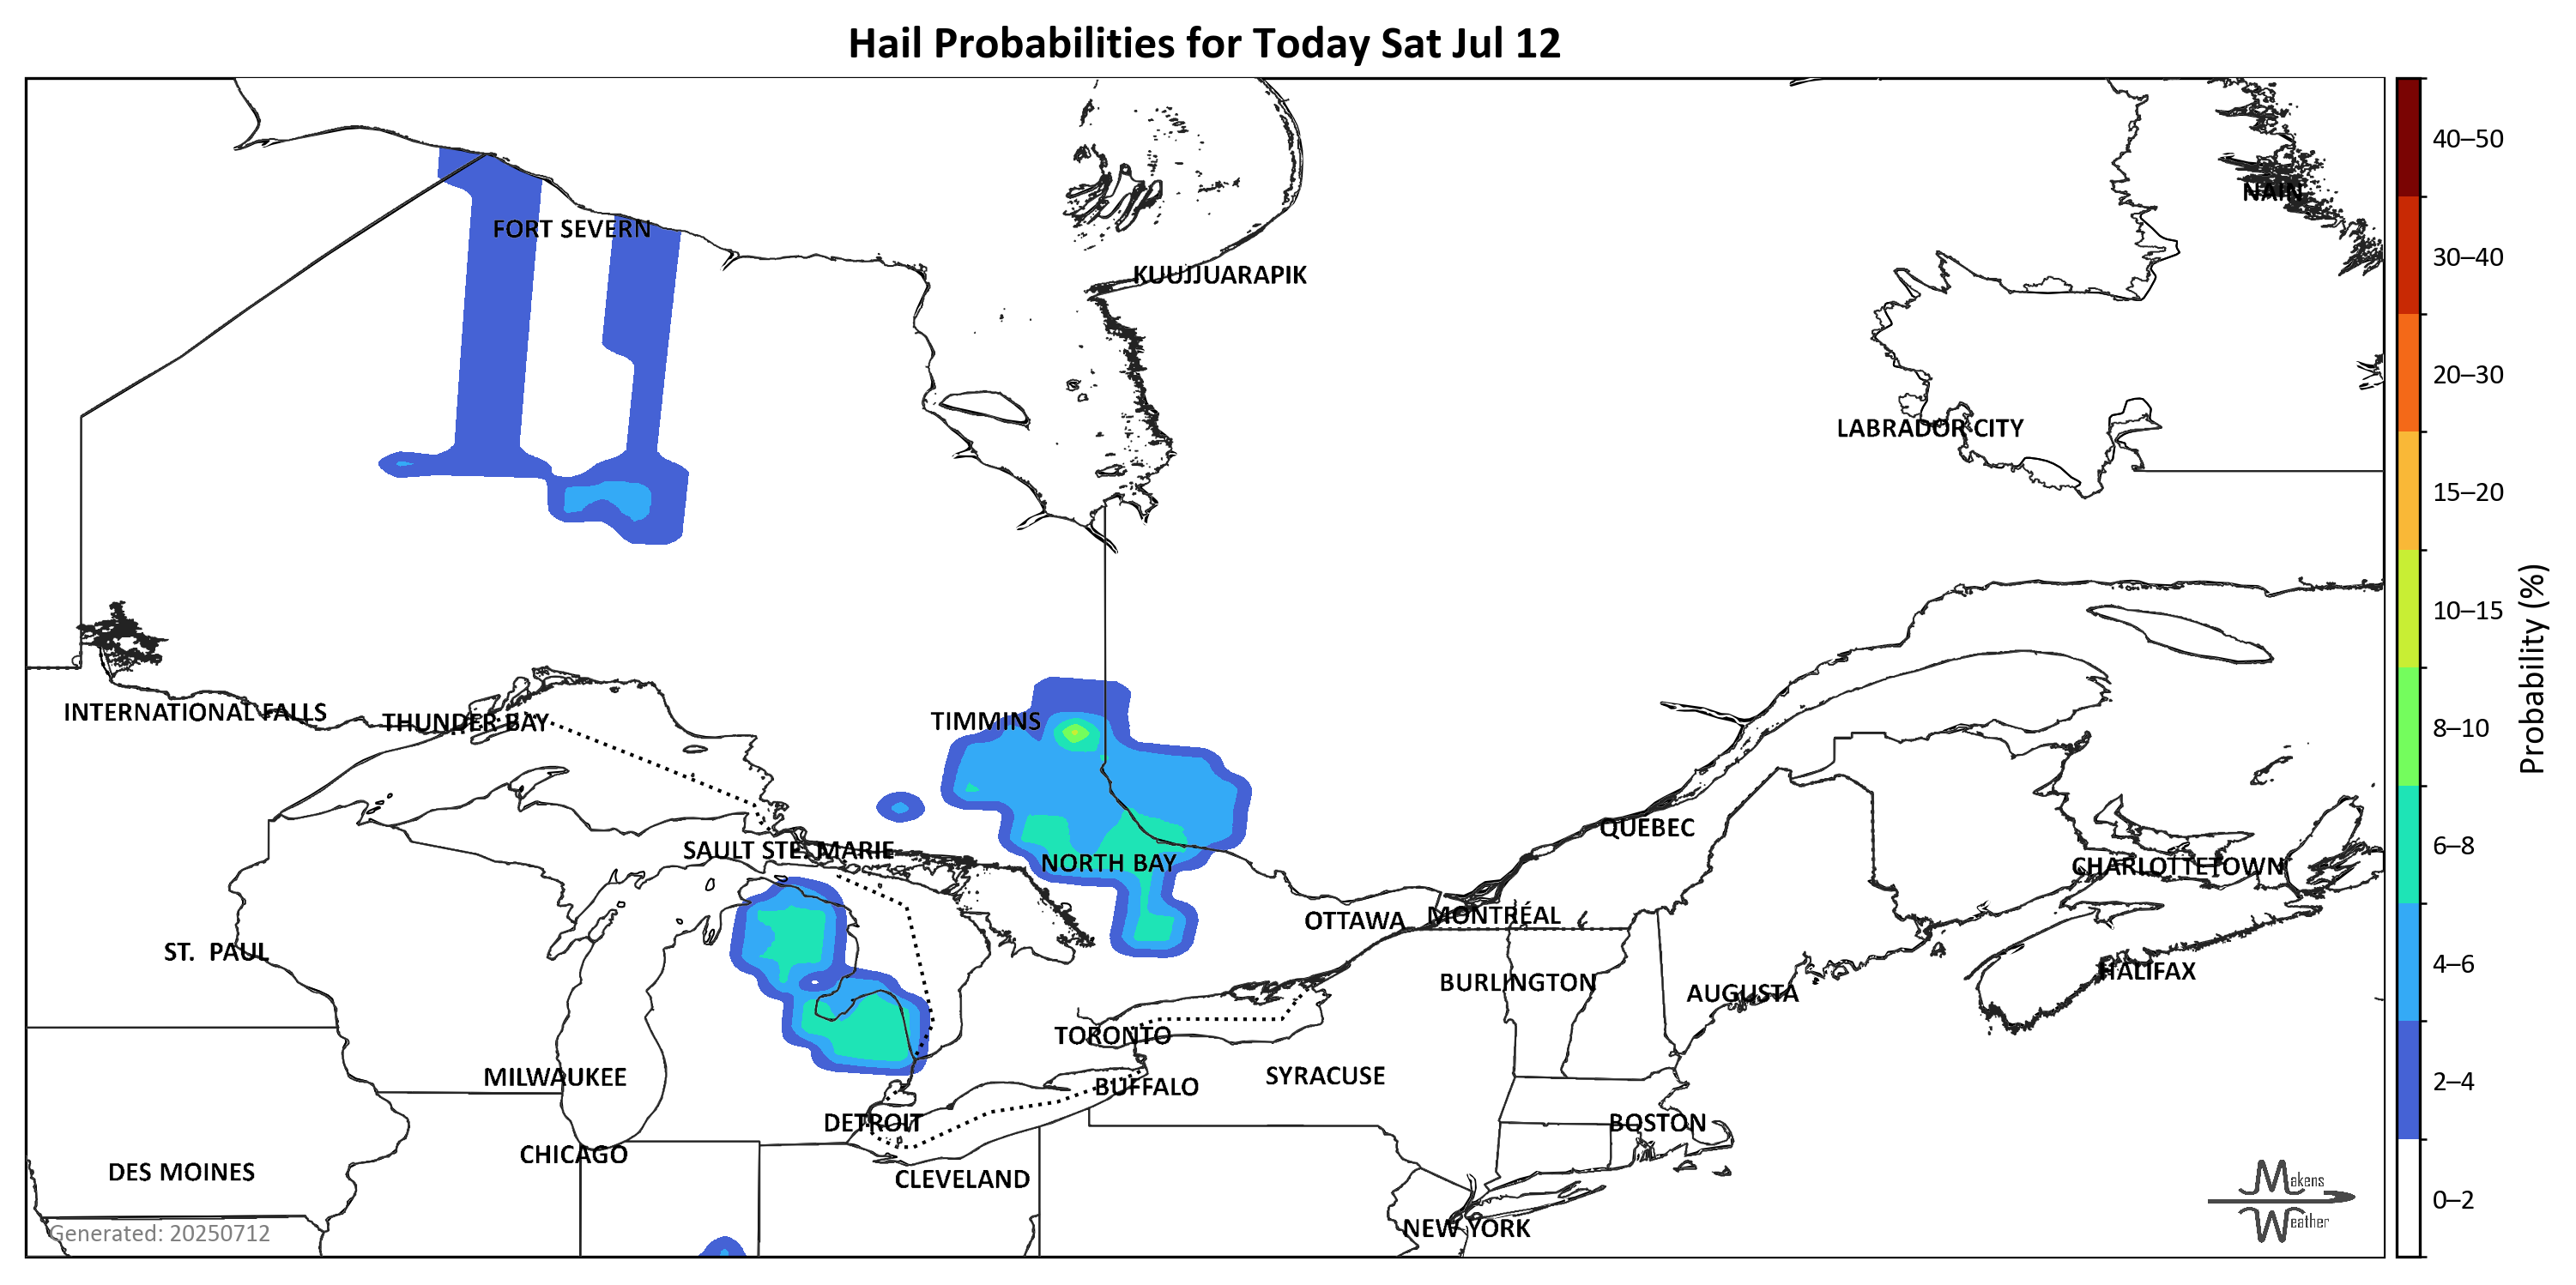 Hail Probabilities for Today Sat Jul 12
40–50
NAIN
FORT SEVERN
30–40
KUUJJUARAPIK
20–30
LABRADOR CITY
15–20
10–15
INTERNATIONAL FALLS
THUNDER BAY
TIMMINS
8–10
Probability (%)
QUEBEC
SAULT STE. MARIE
NORTH BAY
6–8
CHARLOTTETOWN
OTTAWA
MONTRÉAL
ST. PAUL
4–6
HALIFAX
BURLINGTON
AUGUSTA
TORONTO
MILWAUKEE
BUFFALO
SYRACUSE
2–4
DETROIT
BOSTON
CHICAGO
DES MOINES
CLEVELAND
Makens
Weather
0–2
NEW YORK
Generated: 20250712